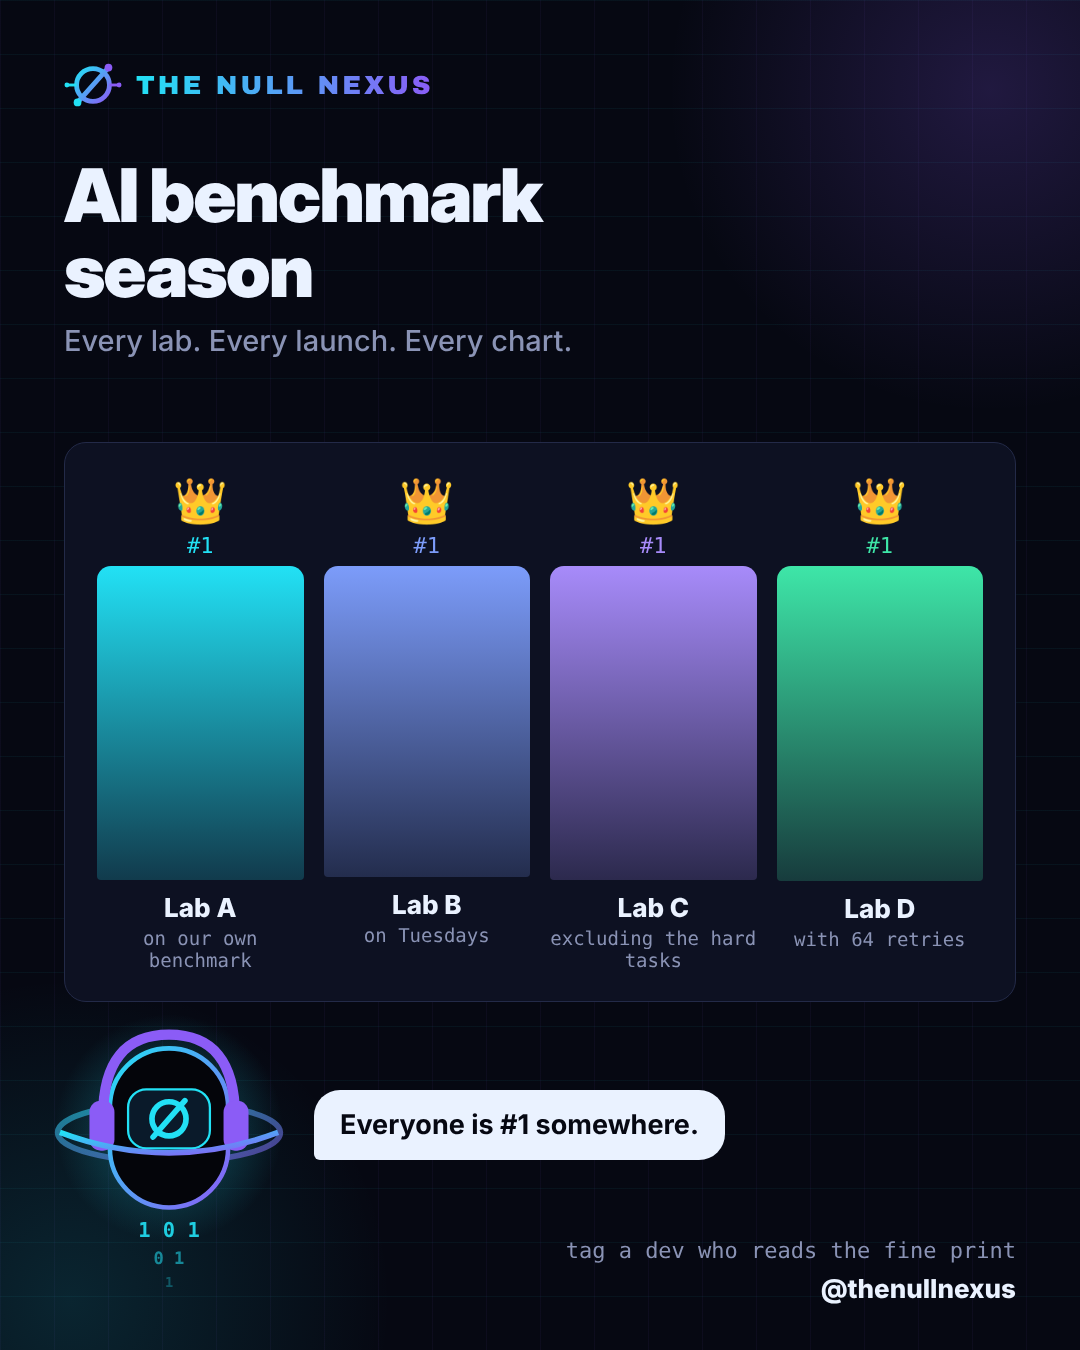 THE NULL NEXUS
AI benchmark
season
Every lab. Every launch. Every chart.
#1
#1
#1
#1
Lab A
on our own
benchmark
Lab B
on Tuesdays
Lab C
excluding the hard
tasks
Lab D
with 64 retries
Everyone is #1 somewhere.
1 0 1
0 1
1
tag a dev who reads the fine print
@thenullnexus